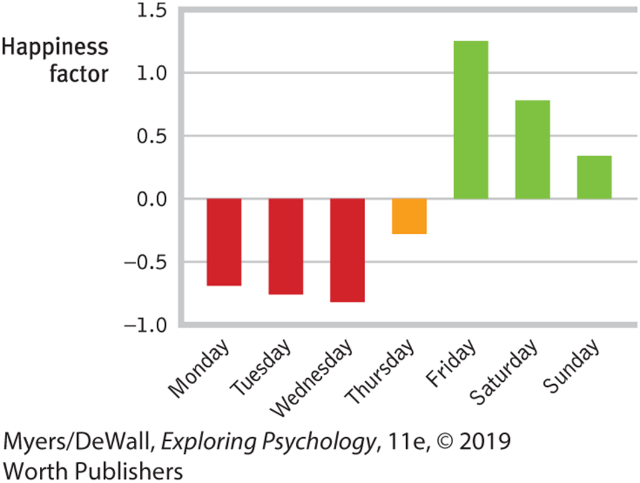 1.5
Happiness
factor
1.0
0.5
0.0
−0.5
−1.0
Monday
Tuesday
Wednesday
Thursday
Friday
Saturday
Sunday
Myers/DeWall, Exploring Psychology, 11e, © 2019
Worth Publishers